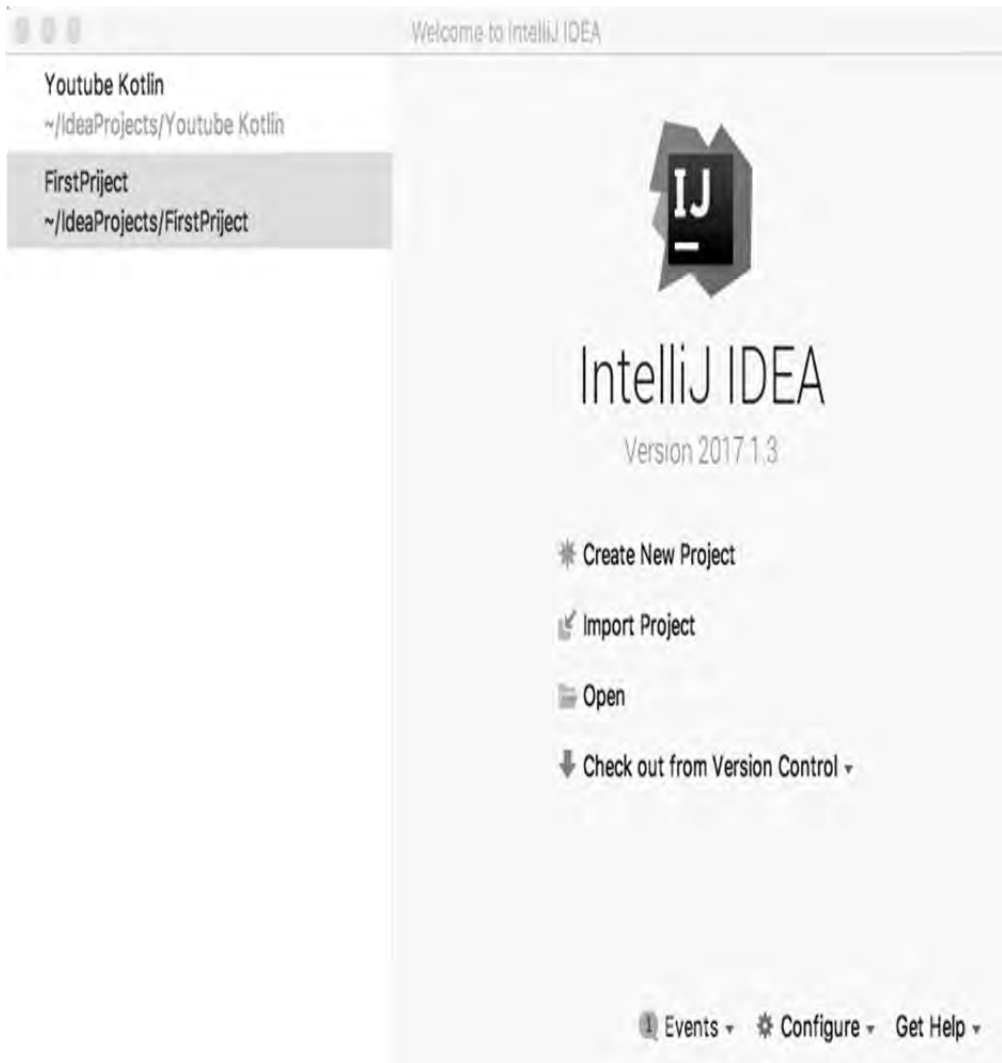 Welcome to IntelliJ IDEA
Youtube Kotlin
~/IdeaProjects/Youtube Kotlin
FirstPriject
~/IdeaProjects/FirstPriject
IJ
IntelliJ IDEA
Version 2017.1.3
Create New Project
Import Project
Open
Check out from Version Control
1 Events Configure Get Help